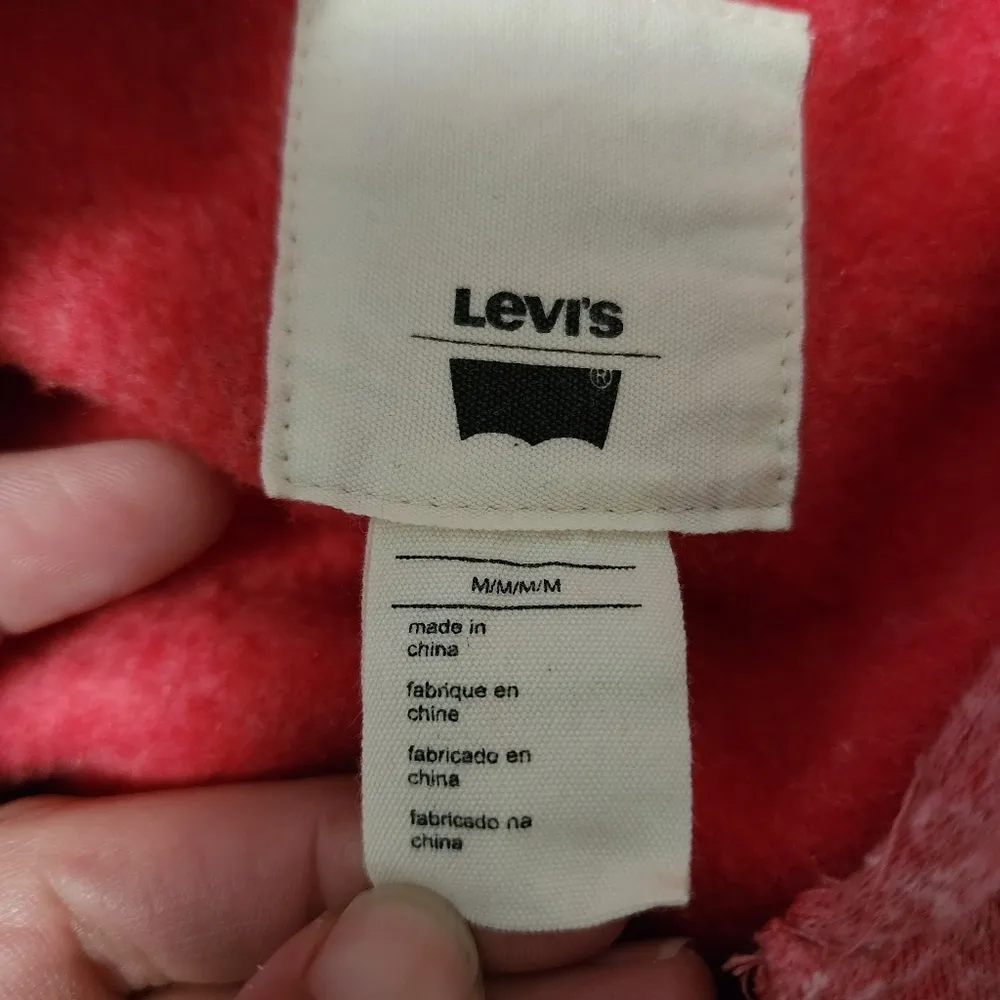 Levi's
®
M/M/M/M
made in
china
fabrique en
chine
fabricado en
china
fabricado na
china